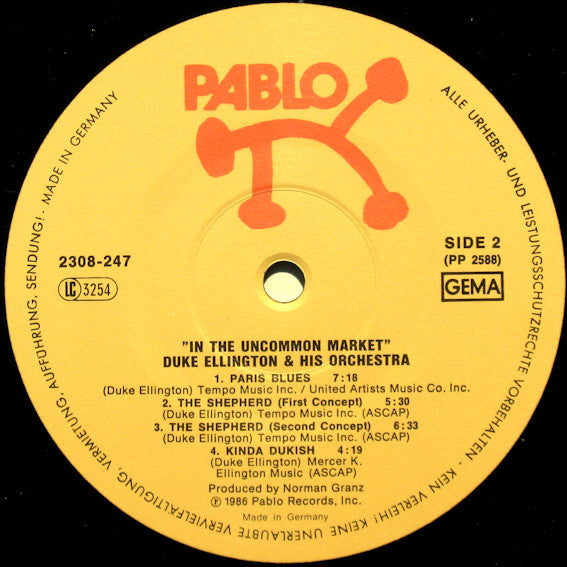 PABLO
MADE IN GERMANY · ALLE URHEBER- UND LEISTUNGSSCHUTZRECHTE VORBEHALTEN · KEIN VERLEIH! KEINE UNERLAUBTE VERVIELFÄLTIGUNG, VERMIETUNG, AUFFÜHRUNG, SENDUNG! ·
2308-247
LC 3254
SIDE 2
(PP 2588)
GEMA
"IN THE UNCOMMON MARKET"
DUKE ELLINGTON & HIS ORCHESTRA
1. PARIS BLUES 7:18
(Duke Ellington) Tempo Music Inc. / United Artists Music Co. Inc.
2. THE SHEPHERD (First Concept) 5:30
(Duke Ellington) Tempo Music Inc. (ASCAP)
3. THE SHEPHERD (Second Concept) 6:33
(Duke Ellington) Tempo Music Inc. (ASCAP)
4. KINDA DUKISH 4:19
(Duke Ellington) Mercer K.
Ellington Music (ASCAP)
Produced by Norman Granz
℗ 1986 Pablo Records, Inc.
Made in Germany